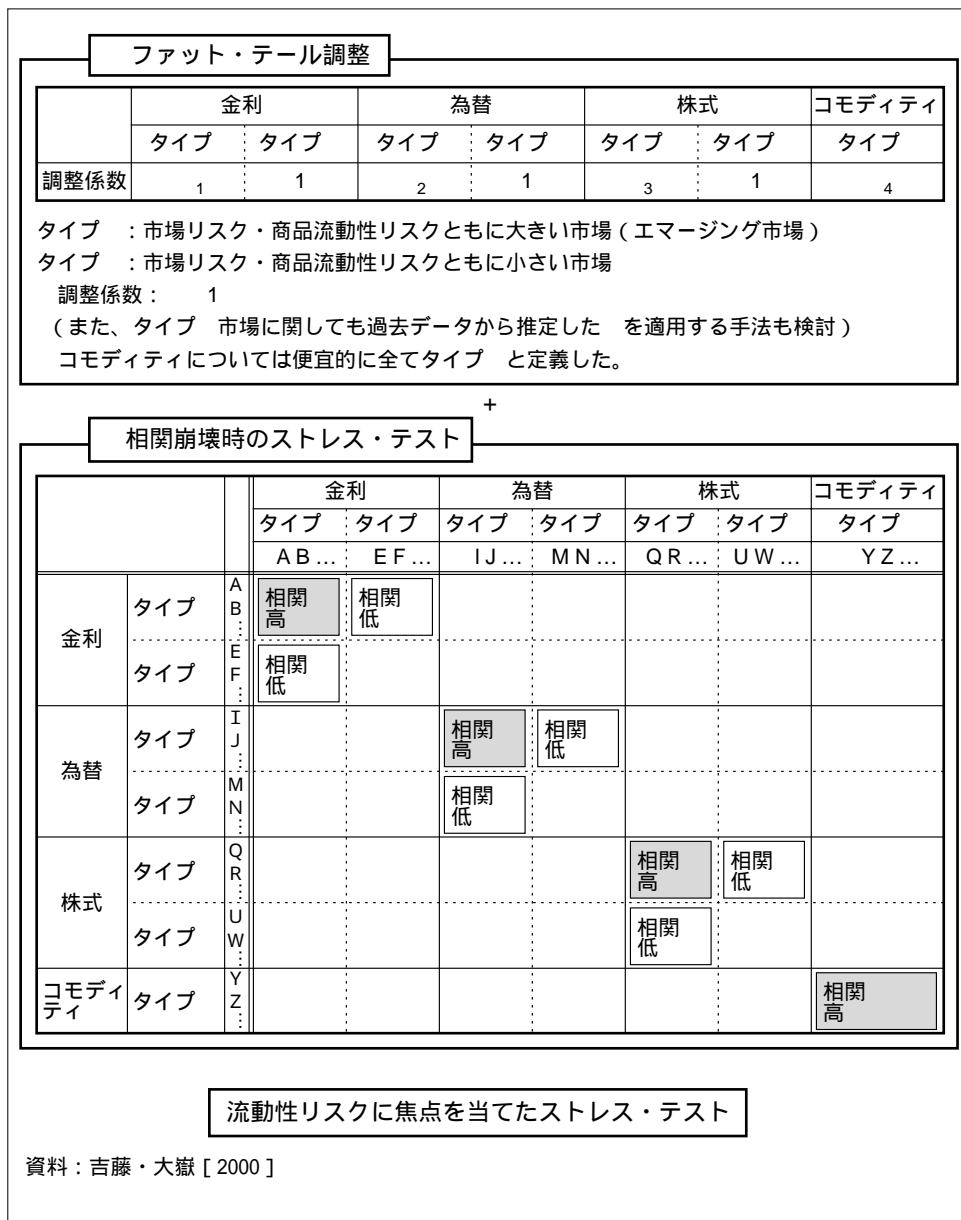 ファット・テール調整
金利 為替 株式 コモディティ
タイプ タイプ タイプ タイプ タイプ タイプ タイプ
調整係数 1 1 2 1 3 1 4
タイプ :市場リスク・商品流動性リスクともに大きい市場(エマージング市場)
タイプ :市場リスク・商品流動性リスクともに小さい市場
調整係数: 1
(また、タイプ 市場に関しても過去データから推定した を適用する手法も検討)
コモディティについては便宜的に全てタイプ と定義した。
+
相関崩壊時のストレス・テスト
金利 為替 株式 コモディティ
タイプ タイプ タイプ タイプ タイプ タイプ タイプ
A B … E F … I J … M N … Q R … U W … Y Z …
金利
タイプ A B … 相関高 相関低
タイプ E F … 相関低
為替
タイプ I J … 相関高 相関低
タイプ M N … 相関低
株式
タイプ Q R … 相関高 相関低
タイプ U W … 相関低
コモディティ タイプ Y Z … 相関高
流動性リスクに焦点を当てたストレス・テスト
資料:吉藤・大嶽[2000]